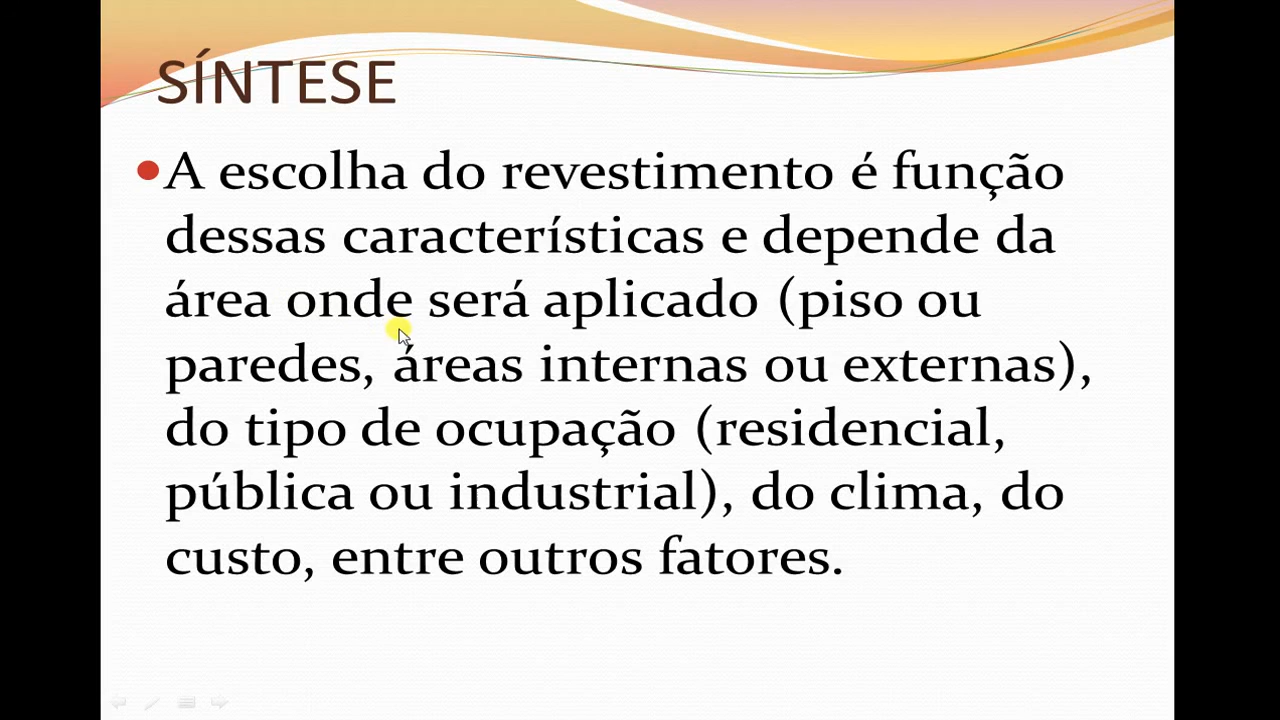 SÍNTESE
•A escolha do revestimento é função
dessas características e depende da
área onde será aplicado (piso ou
paredes, áreas internas ou externas),
do tipo de ocupação (residencial,
pública ou industrial), do clima, do
custo, entre outros fatores.